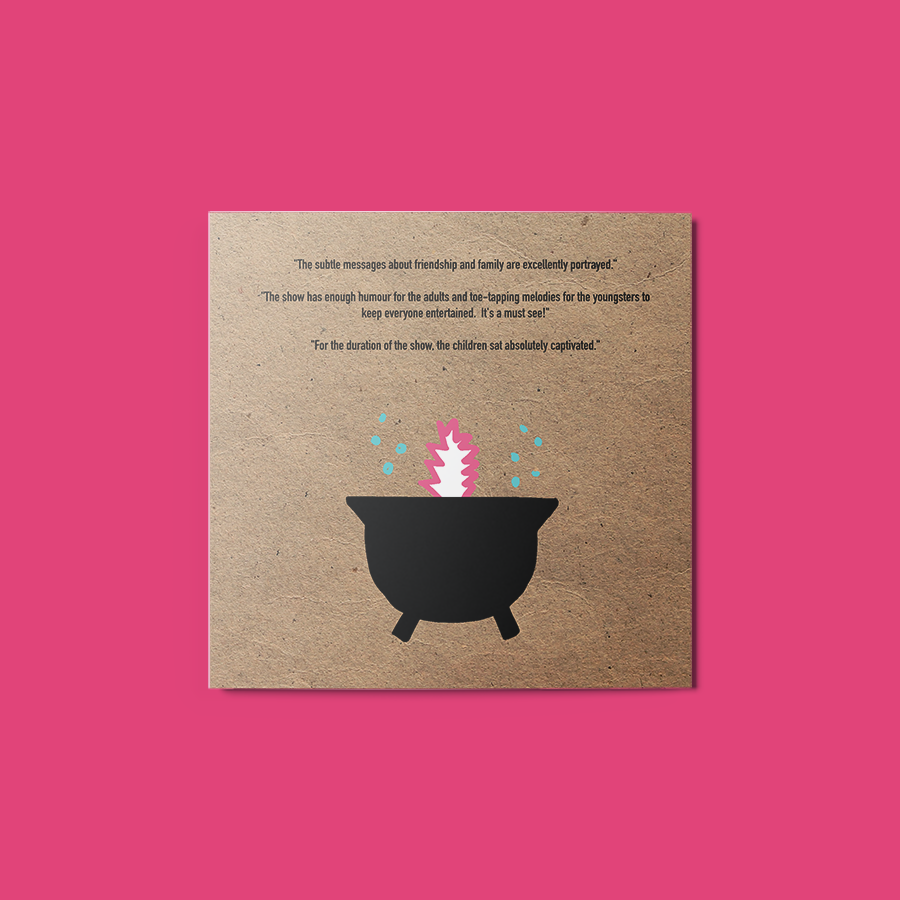 "The subtle messages about friendship and family are excellently portrayed."
"The show has enough humour for the adults and toe-tapping melodies for the youngsters to
keep everyone entertained.  It's a must see!"
"For the duration of the show, the children sat absolutely captivated."